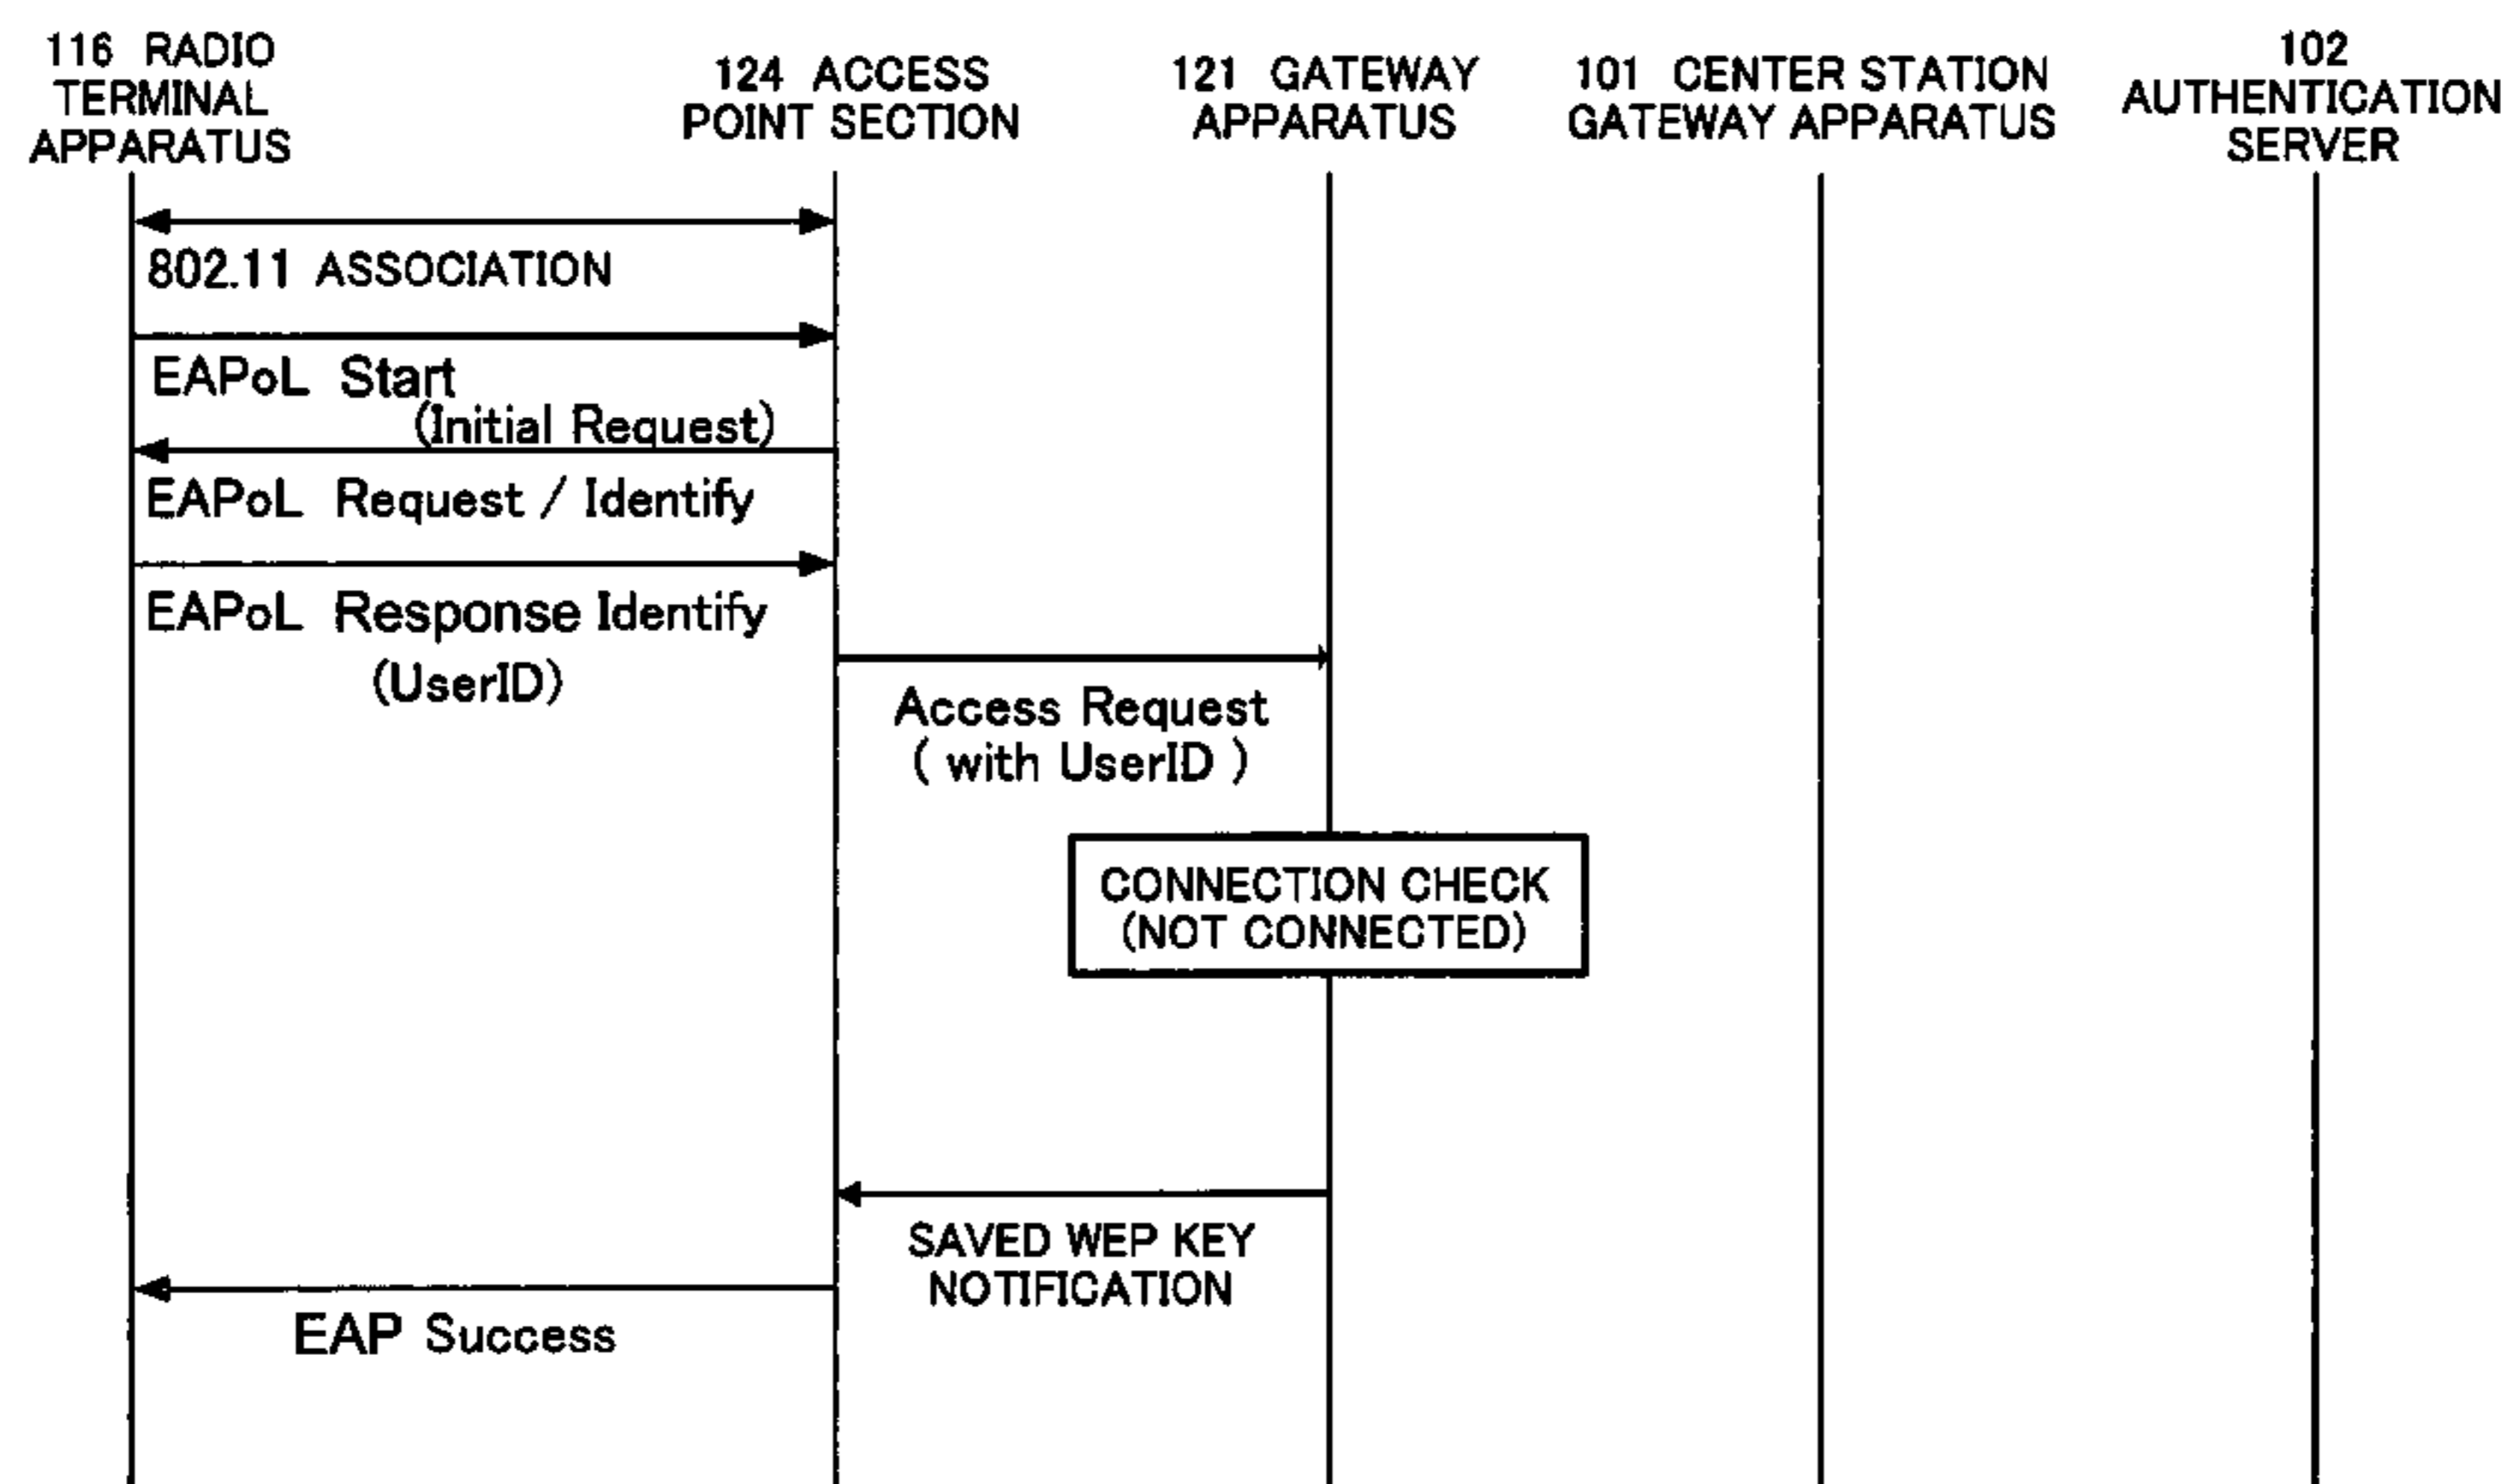 116 RADIO
TERMINAL
APPARATUS
124 ACCESS
POINT SECTION
121 GATEWAY
APPARATUS
101 CENTER STATION
GATEWAY APPARATUS
102
AUTHENTICATION
SERVER
802.11 ASSOCIATION
EAPoL Start
(Initial Request)
EAPoL Request / Identify
EAPoL Response Identify
(UserID)
Access Request
( with UserID )
CONNECTION CHECK
(NOT CONNECTED)
SAVED WEP KEY
NOTIFICATION
EAP Success